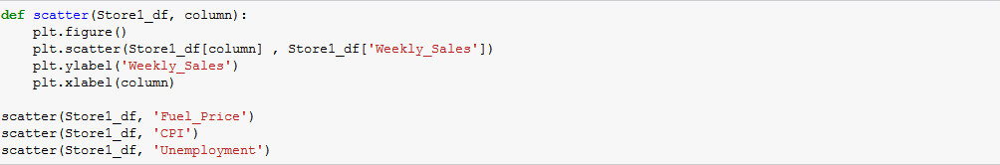 def scatter(Store1_df, column):
    plt.figure()
    plt.scatter(Store1_df[column] , Store1_df['Weekly_Sales'])
    plt.ylabel('Weekly_Sales')
    plt.xlabel(column)
scatter(Store1_df, 'Fuel_Price')
scatter(Store1_df, 'CPI')
scatter(Store1_df, 'Unemployment')